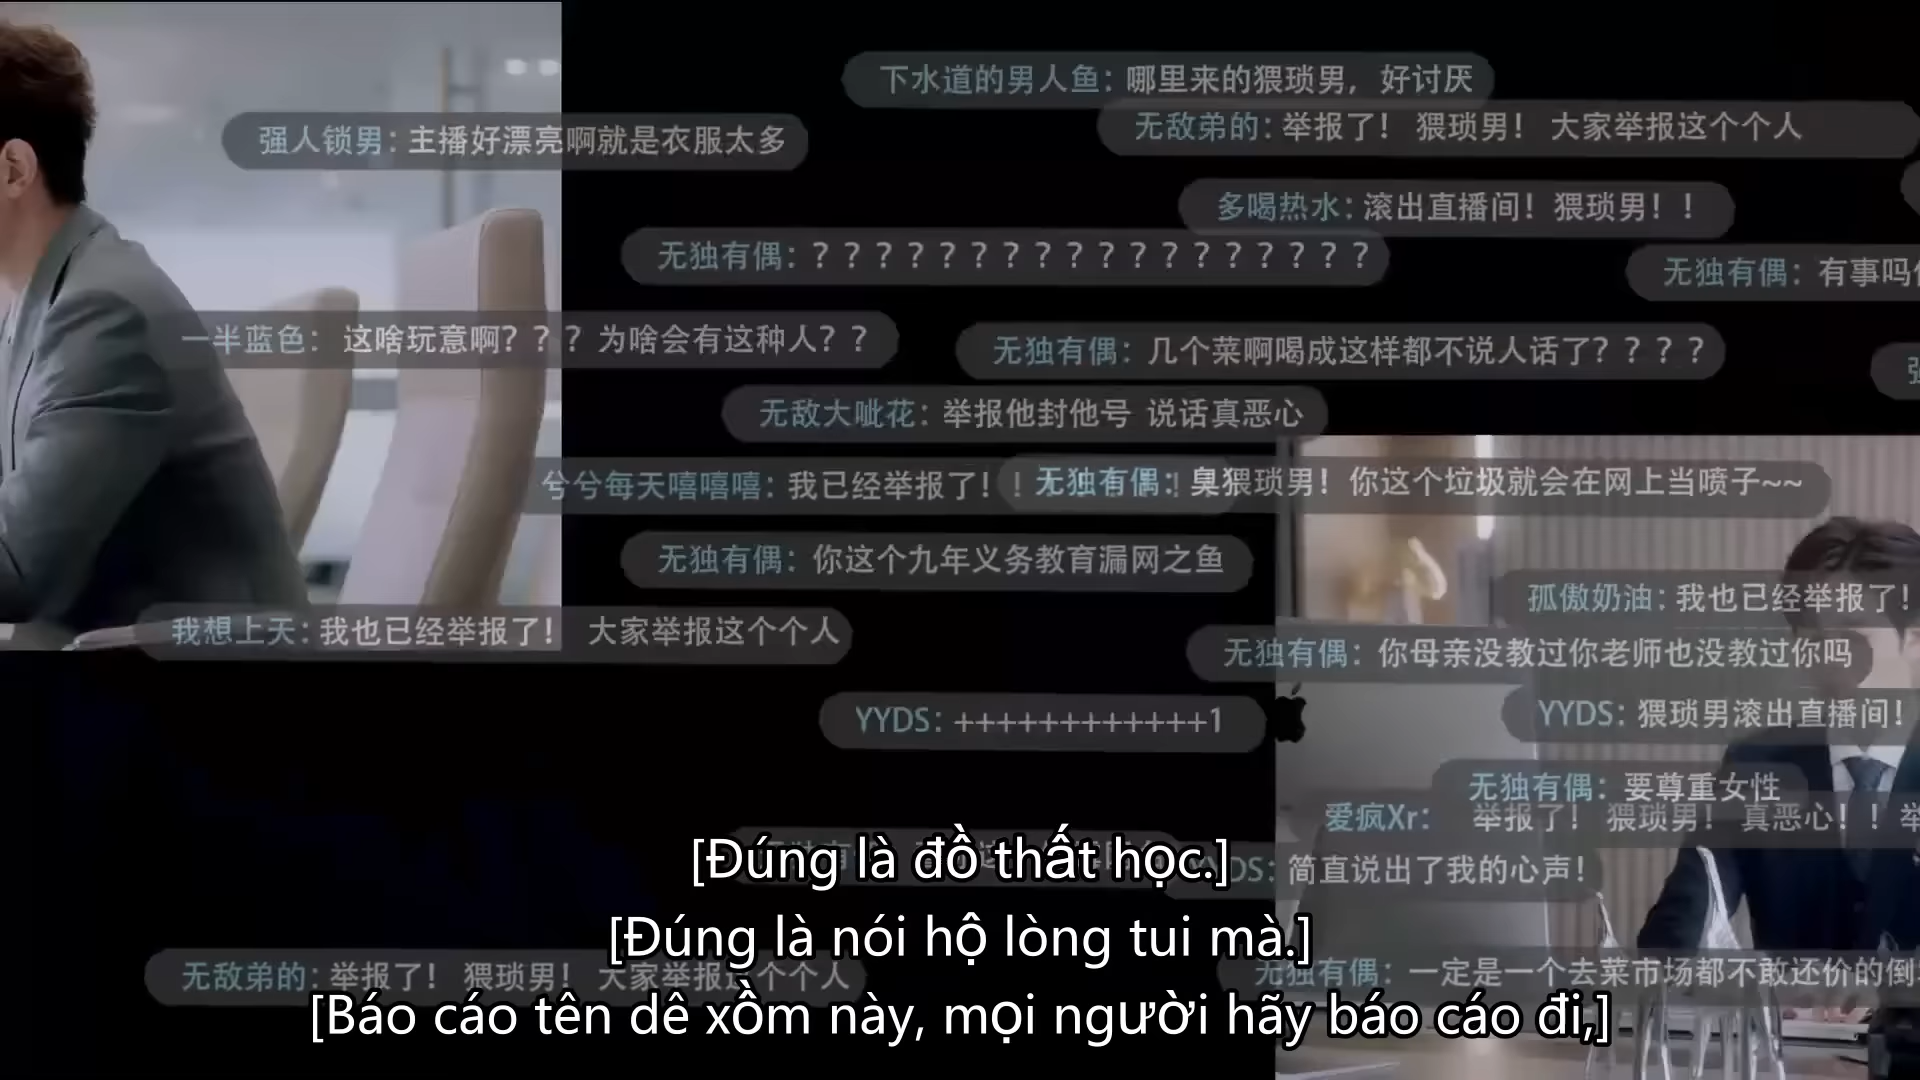 下水道的男人鱼：哪里来的猥琐男，好讨厌
无敌弟的：举报了！ 猥琐男！ 大家举报这个个人
强人锁男：主播好漂亮啊就是衣服太多
多喝热水：滚出直播间！猥琐男！！
无独有偶：？？？？？？？？？？？？？？？？？？
无独有偶：有事吗
一半蓝色： 这啥玩意啊？？？为啥会有这种人？？
无独有偶：几个菜啊喝成这样都不说人话了？？？？
无敌大呲花：举报他封他号 说话真恶心
兮兮每天嘻嘻嘻：我已经举报了！！
无独有偶：臭猥琐男！你这个垃圾就会在网上当喷子~~
无独有偶：你这个九年义务教育漏网之鱼
孤傲奶油：我也已经举报了！
我想上天：我也已经举报了！ 大家举报这个个人
无独有偶：你母亲没教过你老师也没教过你吗
YYDS：猥琐男滚出直播间！
YYDS：++++++++++++1
无独有偶：要尊重女性
爱疯Xr： 举报了！ 猥琐男！ 真恶心！！举
[Đúng là đồ thất học.]
DS：简直说出了我的心声！
[Đúng là nói hộ lòng tui mà.]
无敌弟的：举报了！ 猥琐男！ 大家举报这个个人
无独有偶：一定是一个去菜市场都不敢还价的倒
[Báo cáo tên dê xồm này, mọi người hãy báo cáo đi,]